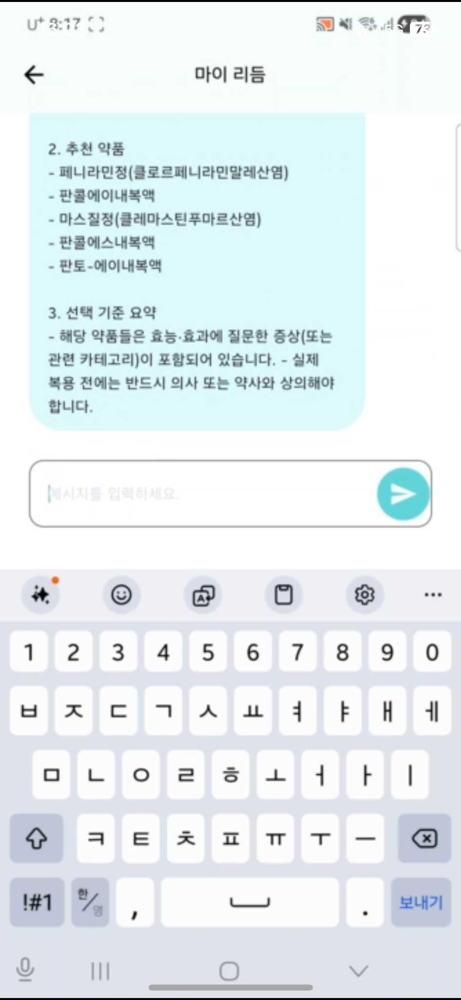 마이 리듬
2. 추천 약품
- 페니라민정(클로르페니라민말레산염)
- 판콜에이내복액
- 마스질정(클레마스틴푸마르산염)
- 판콜에스내복액
- 판토-에이내복액
3. 선택 기준 요약
- 해당 약품들은 효능·효과에 질문한 증상(또는
관련 카테고리)이 포함되어 있습니다. - 실제
복용 전에는 반드시 의사 또는 약사와 상의해야
합니다.
메시지를 입력하세요.
1 2 3 4 5 6 7 8 9 0
ㅂ ㅈ ㄷ ㄱ ㅅ ㅛ ㅕ ㅑ ㅐ ㅔ
ㅁ ㄴ ㅇ ㄹ ㅎ ㅗ ㅓ ㅏ ㅣ
ㅋ ㅌ ㅊ ㅍ ㅠ ㅜ ㅡ
!#1 한/영 , . 보내기